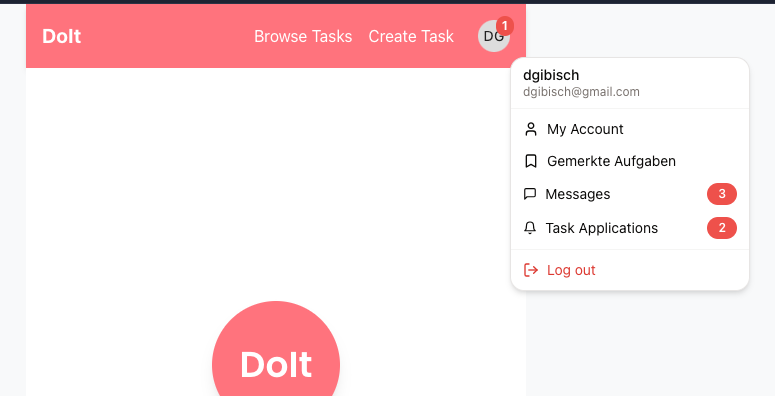 DoIt
Browse Tasks
Create Task
DG
1
dgibisch
dgibisch@gmail.com
My Account
Gemerkte Aufgaben
Messages
3
Task Applications
2
Log out
DoIt